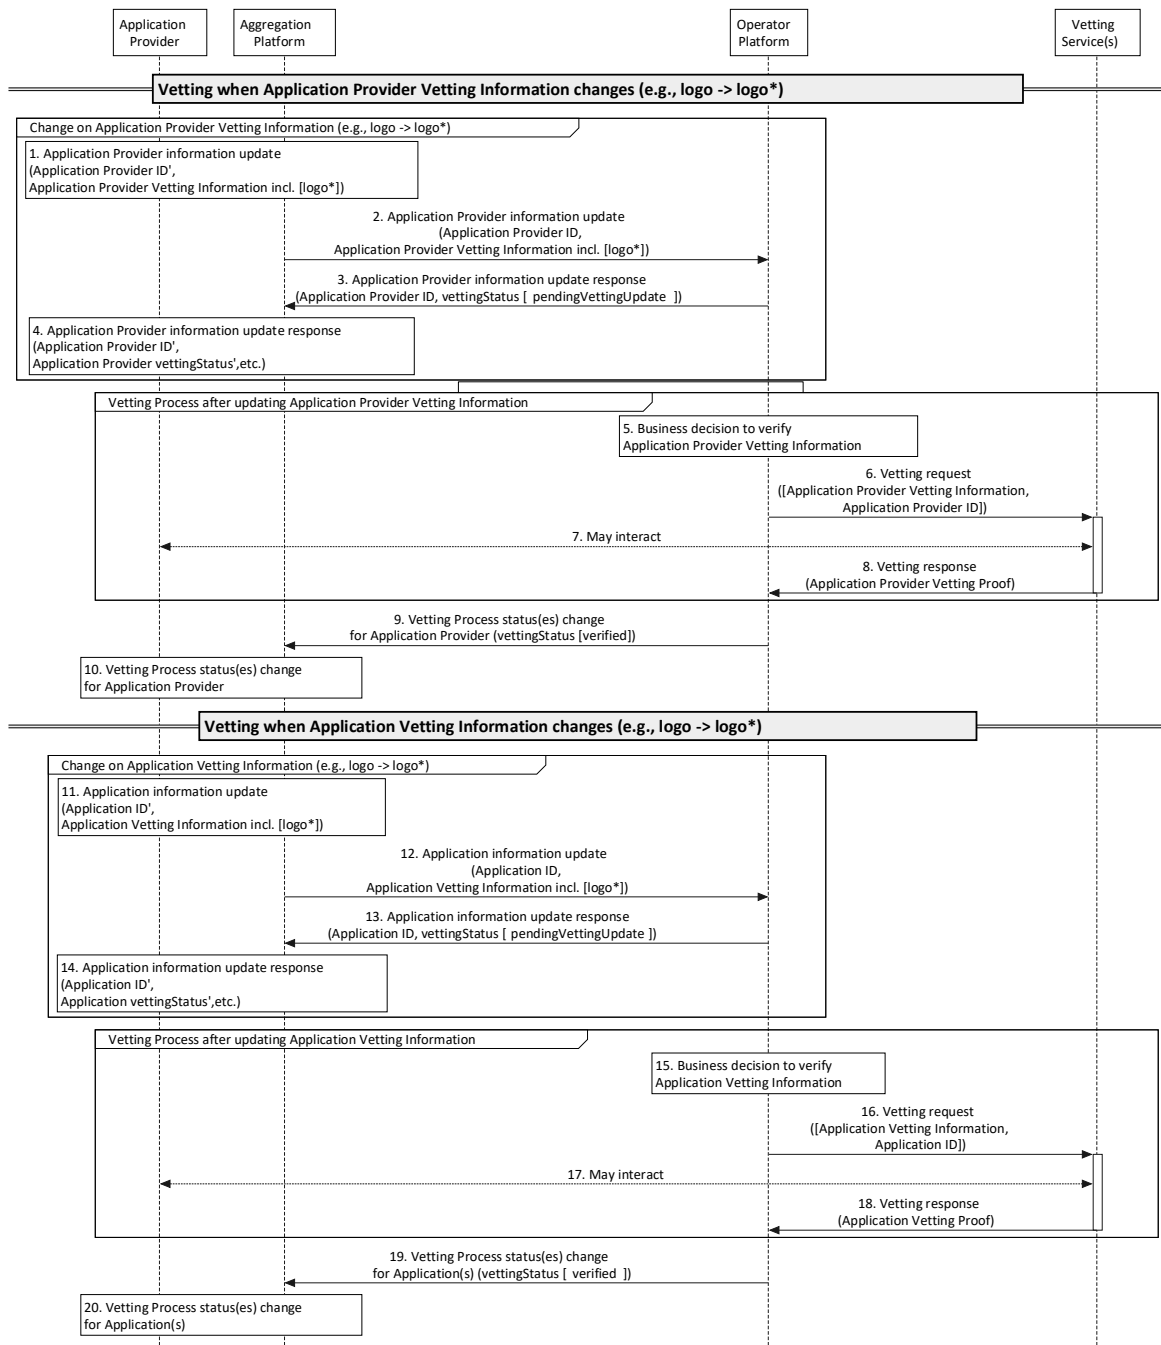 Application
Provider
Aggregation
Platform
Operator
Platform
Vetting
Service(s)
Vetting when Application Provider Vetting Information changes (e.g., logo -> logo*)
Change on Application Provider Vetting Information (e.g., logo -> logo*)
1. Application Provider information update
(Application Provider ID',
Application Provider Vetting Information incl. [logo*])
2. Application Provider information update
(Application Provider ID,
Application Provider Vetting Information incl. [logo*])
3. Application Provider information update response
(Application Provider ID, vettingStatus [ pendingVettingUpdate ])
4. Application Provider information update response
(Application Provider ID',
Application Provider vettingStatus',etc.)
Vetting Process after updating Application Provider Vetting Information
5. Business decision to verify
Application Provider Vetting Information
6. Vetting request
([Application Provider Vetting Information,
Application Provider ID])
7. May interact
8. Vetting response
(Application Provider Vetting Proof)
9. Vetting Process status(es) change
for Application Provider (vettingStatus [verified])
10. Vetting Process status(es) change
for Application Provider
Vetting when Application Vetting Information changes (e.g., logo -> logo*)
Change on Application Vetting Information (e.g., logo -> logo*)
11. Application information update
(Application ID',
Application Vetting Information incl. [logo*])
12. Application information update
(Application ID,
Application Vetting Information incl. [logo*])
13. Application information update response
(Application ID, vettingStatus [ pendingVettingUpdate ])
14. Application information update response
(Application ID',
Application vettingStatus',etc.)
Vetting Process after updating Application Vetting Information
15. Business decision to verify
Application Vetting Information
16. Vetting request
([Application Vetting Information,
Application ID])
17. May interact
18. Vetting response
(Application Vetting Proof)
19. Vetting Process status(es) change
for Application(s) (vettingStatus [ verified ])
20. Vetting Process status(es) change
for Application(s)